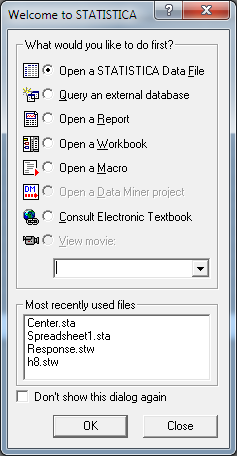 Welcome to STATISTICA
What would you like to do first?
Open a STATISTICA Data File
Query an external database
Open a Report
Open a Workbook
Open a Macro
DM
Open a Data Miner project
Consult Electronic Textbook
View movie:
Most recently used files
Center.sta
Spreadsheet1.sta
Response.stw
h8.stw
Don't show this dialog again
OK
Close